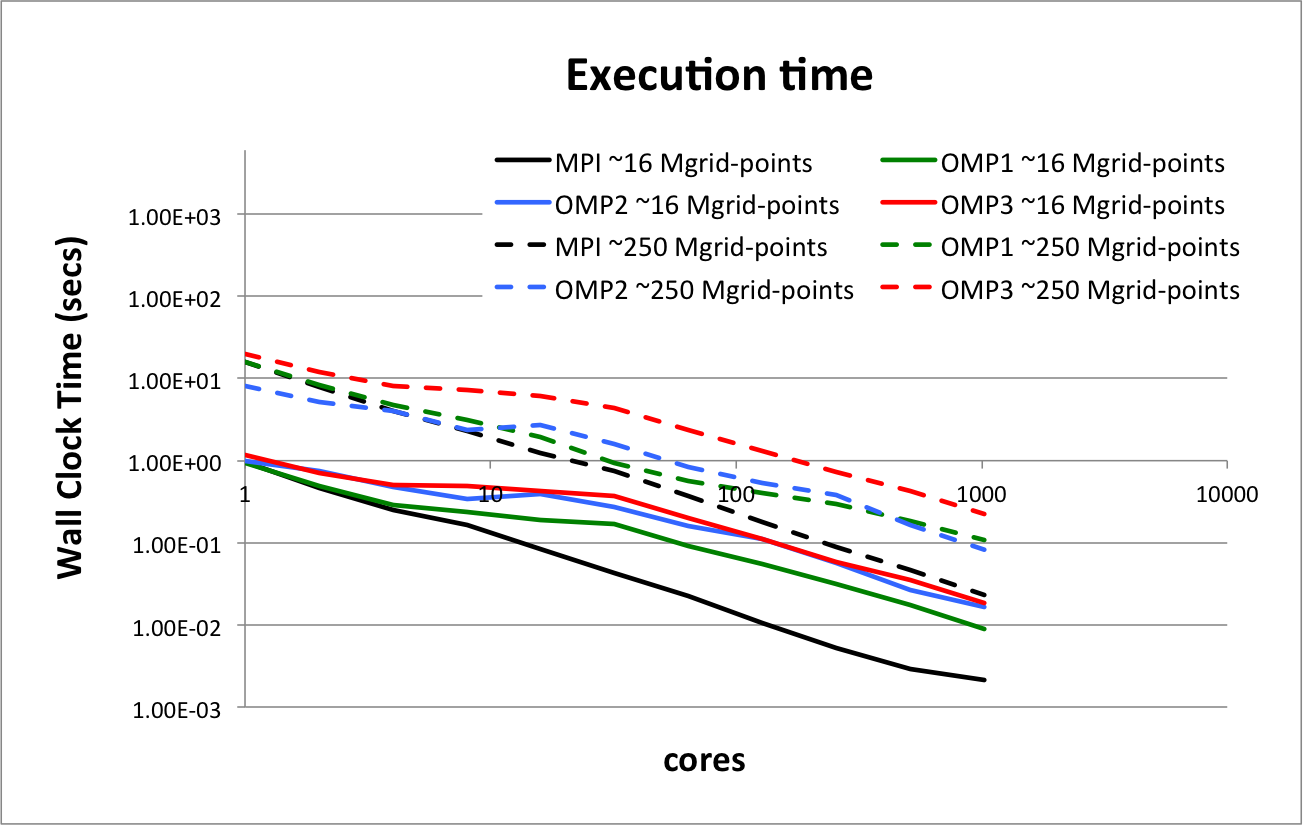 Execution time
MPI ~16 Mgrid-points OMP1 ~16 Mgrid-points
OMP2 ~16 Mgrid-points OMP3 ~16 Mgrid-points
MPI ~250 Mgrid-points OMP1 ~250 Mgrid-points
OMP2 ~250 Mgrid-points OMP3 ~250 Mgrid-points
Wall Clock Time (secs)
1.00E+03
1.00E+02
1.00E+01
1.00E+00
1.00E-01
1.00E-02
1.00E-03
1 10 100 1000 10000
cores